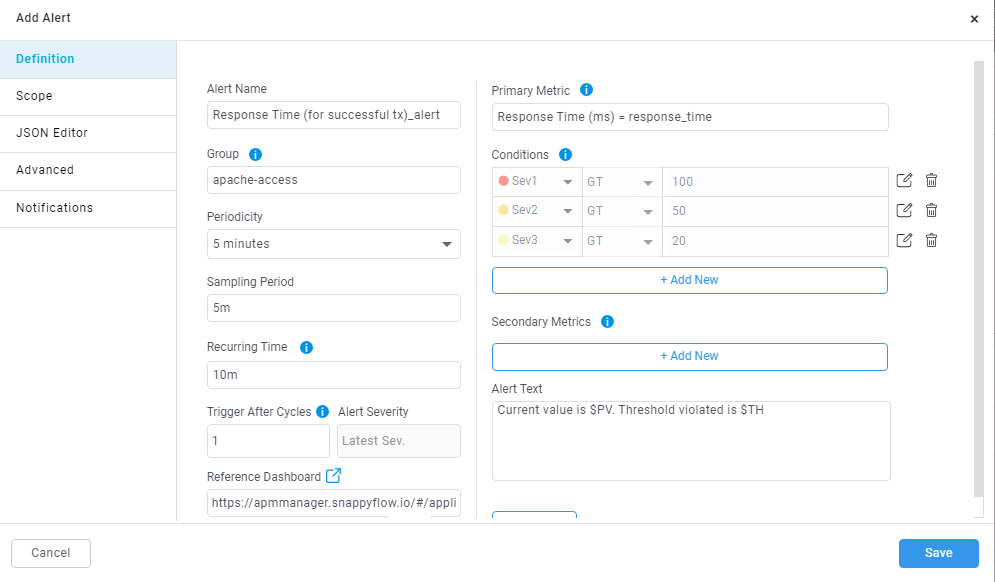 Add Alert
×
Definition
Scope
JSON Editor
Advanced
Notifications
Alert Name
Response Time (for successful tx)_alert
Group
apache-access
Periodicity
5 minutes
Sampling Period
5m
Recurring Time
10m
Trigger After Cycles Alert Severity
1 Latest Sev.
Reference Dashboard
https://apmmanager.snappyflow.io/#/appli
Primary Metric
Response Time (ms) = response_time
Conditions
Sev1 GT 100
Sev2 GT 50
Sev3 GT 20
+ Add New
Secondary Metrics
+ Add New
Alert Text
Current value is $PV. Threshold violated is $TH
Cancel
Save